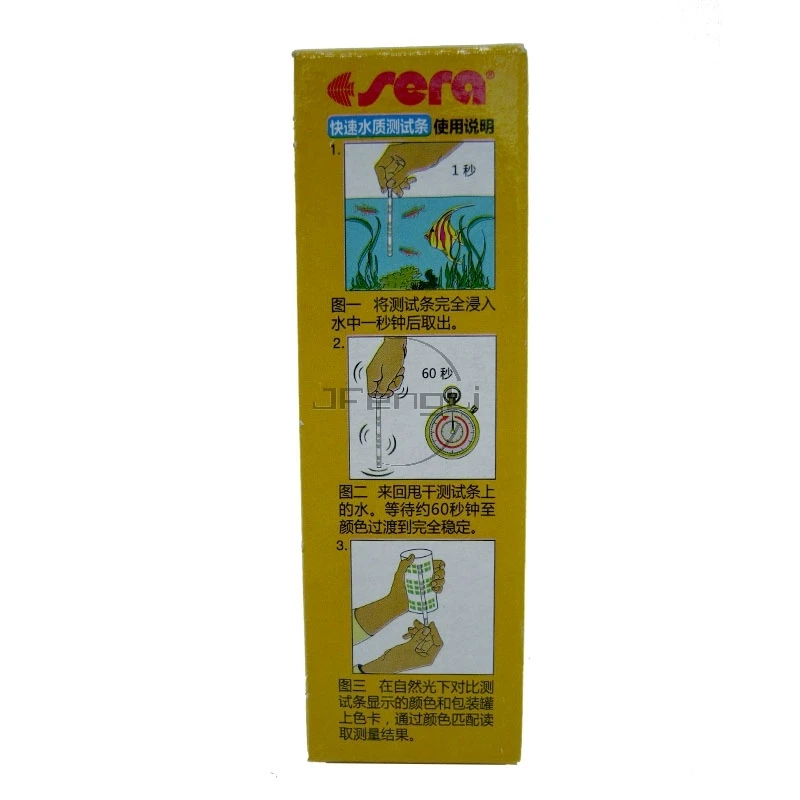 sera®
快速水质测试条 使用说明
1.
1 秒
图一 将测试条完全浸入
水中一秒钟后取出。
2.
60 秒
JFengyj
图二 来回甩干测试条上
的水。等待约60秒钟至
颜色过渡到完全稳定。
3.
图三 在自然光下对比测
试条显示的颜色和包装罐
上色卡，通过颜色匹配读
取测量结果。